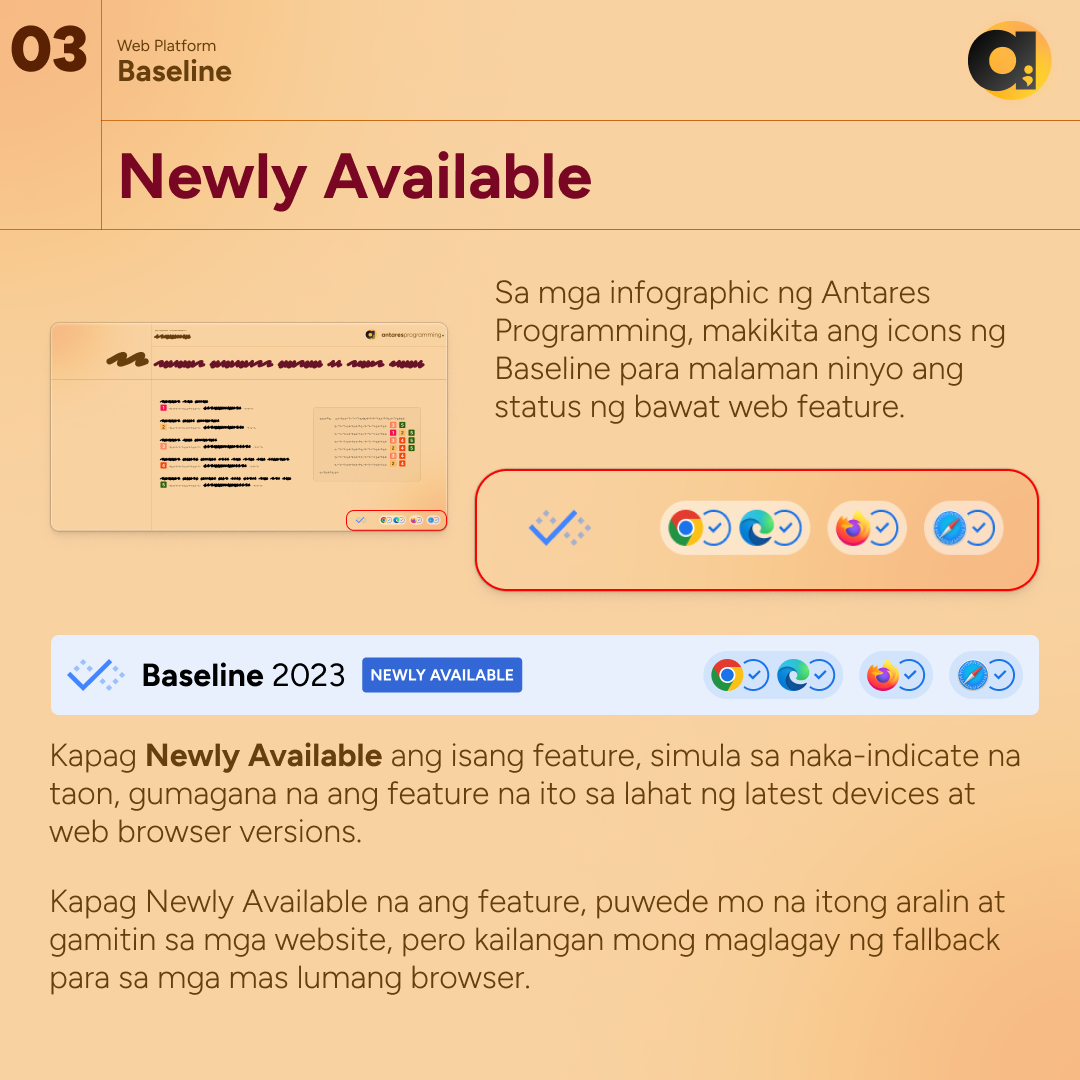 03
Web Platform
Baseline
Newly Available
antaresprogramming
Sa mga infographic ng Antares
Programming, makikita ang icons ng
Baseline para malaman ninyo ang
status ng bawat web feature.
Baseline 2023 NEWLY AVAILABLE
Kapag Newly Available ang isang feature, simula sa naka-indicate na
taon, gumagana na ang feature na ito sa lahat ng latest devices at
web browser versions.
Kapag Newly Available na ang feature, puwede mo na itong aralin at
gamitin sa mga website, pero kailangan mong maglagay ng fallback
para sa mga mas lumang browser.